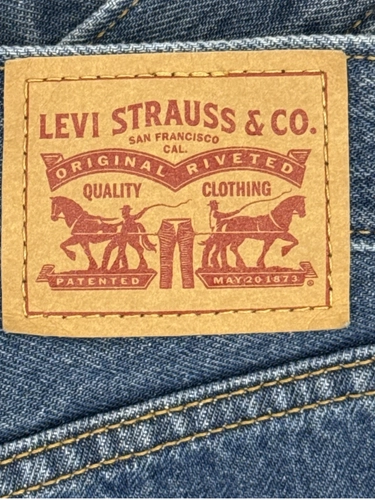 LEVI STRAUSS & CO.
SAN FRANCISCO
CAL.
ORIGINAL RIVETED
QUALITY CLOTHING
PATENTED MAY 20 1873 ®